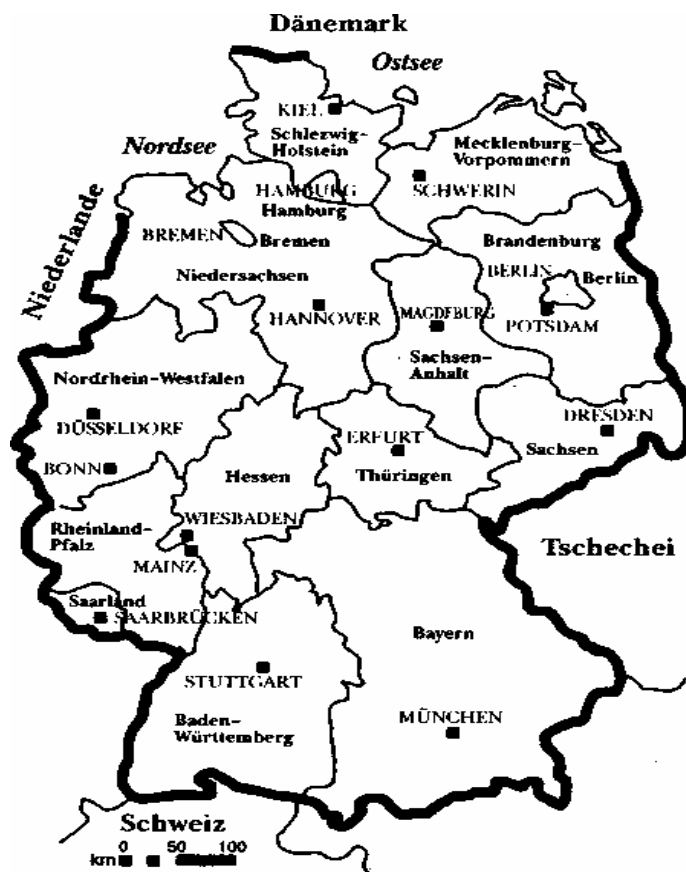 Dänemark
Ostsee
KIEL
Schlezwig-
Holstein
Nordsee
Mecklenburg-
Vorpommern
SCHWERIN
HAMBURG
Hamburg
Niederlande
BREMEN
Bremen
Brandenburg
BERLIN
Berlin
Niedersachsen
HANNOVER
MAGDEBURG
POTSDAM
Sachsen-
Anhalt
Nordrhein-Westfalen
DÜSSELDORF
DRESDEN
ERFURT
Sachsen
BONN
Hessen
Thüringen
WIESBADEN
Rheinland-
Pfalz
MAINZ
Tschechei
Saarland
SAARBRÜCKEN
Bayern
STUTTGART
MÜNCHEN
Baden-
Württemberg
Schweiz
0 50 100
km